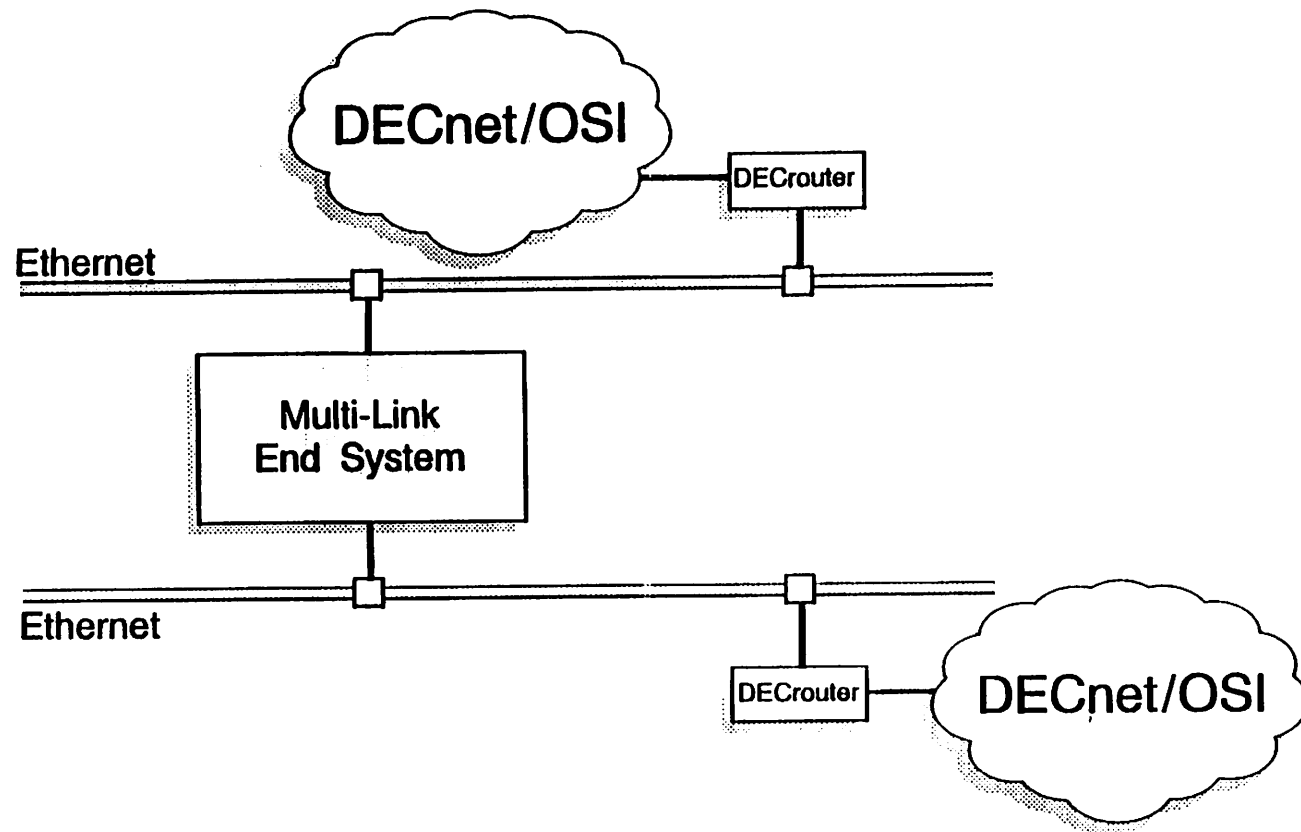 DECnet/OSI
DECrouter
Ethernet
Multi-Link
End System
Ethernet
DECrouter
DECnet/OSI